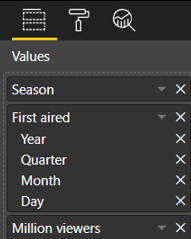 Values
Season
First aired
Year
Quarter
Month
Day
Million viewers